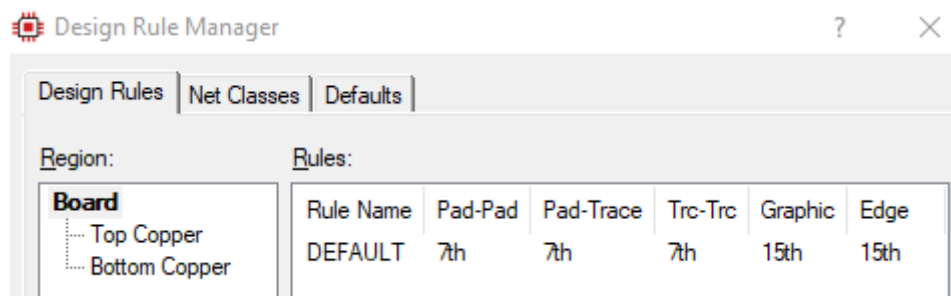 Design Rule Manager ?
Design Rules Net Classes Defaults
Region: Rules:
Board
Top Copper
Bottom Copper
Rule Name Pad-Pad Pad-Trace Trc-Trc Graphic Edge
DEFAULT 7th 7th 7th 15th 15th